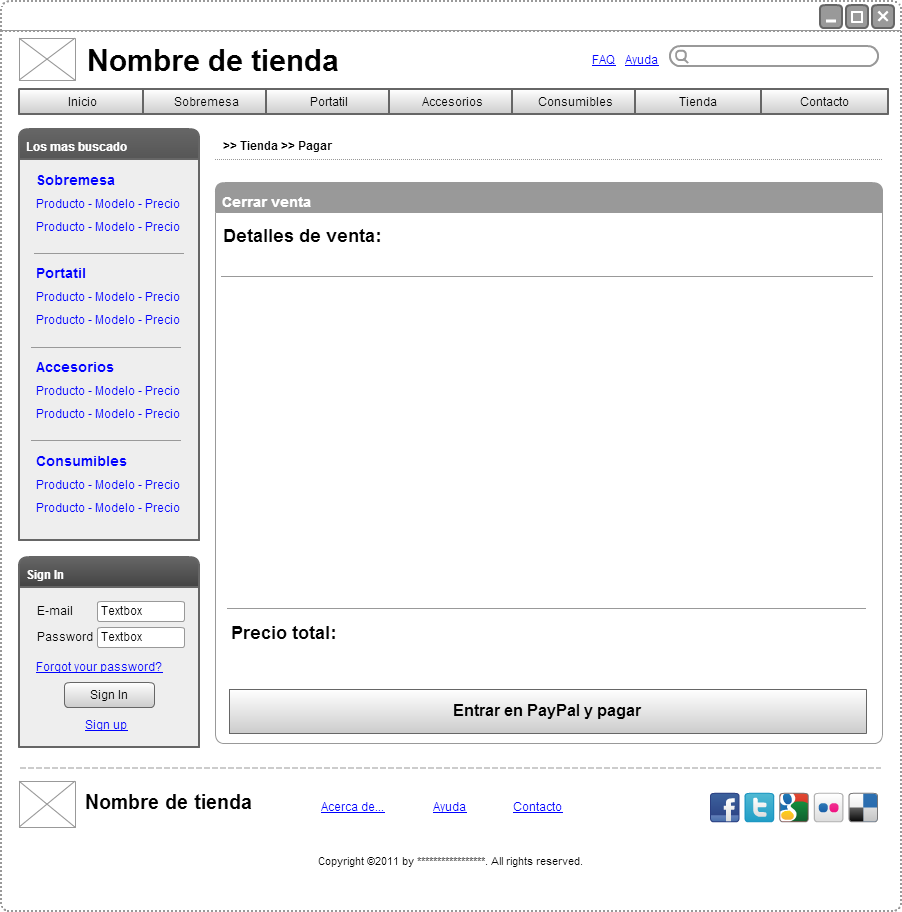 Nombre de tienda
FAQ Ayuda
Inicio Sobremesa Portatil Accesorios Consumibles Tienda Contacto
Los mas buscado
Sobremesa
Producto - Modelo - Precio
Producto - Modelo - Precio
Portatil
Producto - Modelo - Precio
Producto - Modelo - Precio
Accesorios
Producto - Modelo - Precio
Producto - Modelo - Precio
Consumibles
Producto - Modelo - Precio
Producto - Modelo - Precio
Sign In
E-mail Textbox
Password Textbox
Forgot your password?
Sign In
Sign up
>> Tienda >> Pagar
Cerrar venta
Detalles de venta:
Precio total:
Entrar en PayPal y pagar
Nombre de tienda
Acerca de... Ayuda Contacto
f t g
Copyright ©2011 by *****************. All rights reserved.